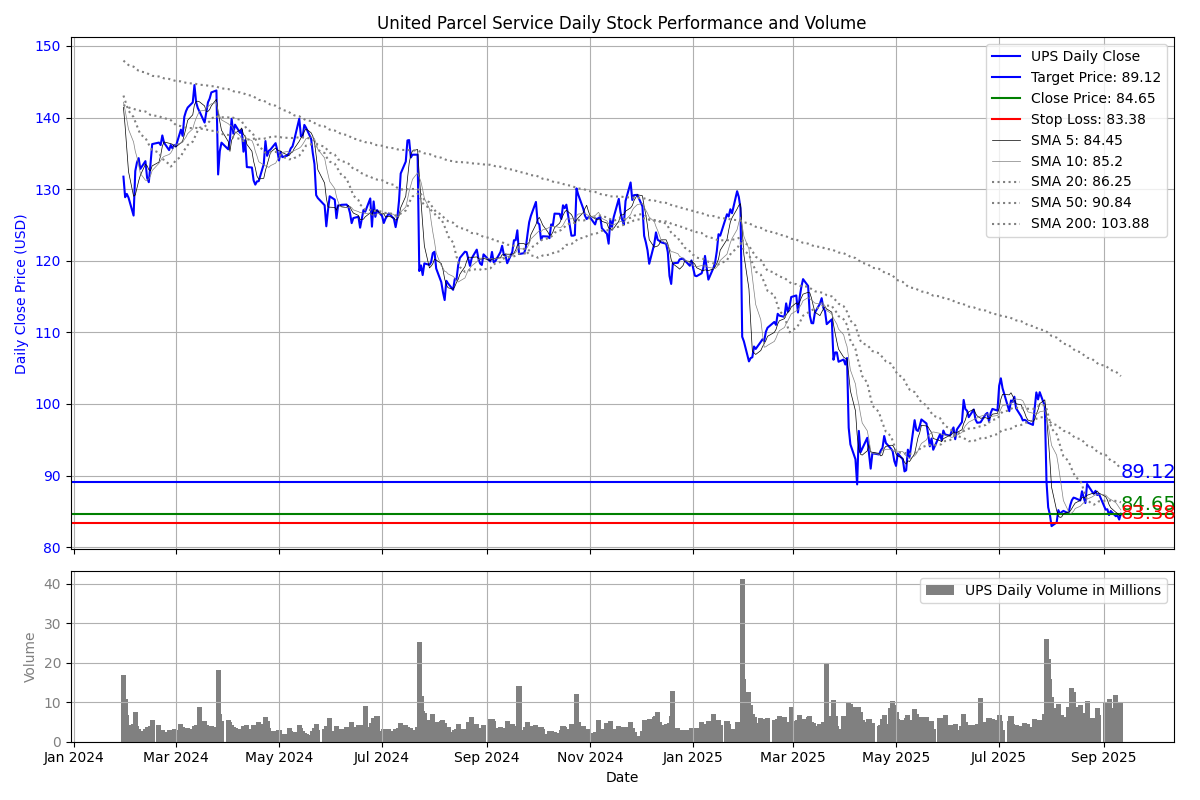 United Parcel Service Daily Stock Performance and Volume
150
140
130
120
110
100
90
80
Daily Close Price (USD)
UPS Daily Close
Target Price: 89.12
Close Price: 84.65
Stop Loss: 83.38
SMA 5: 84.45
SMA 10: 85.2
SMA 20: 86.25
SMA 50: 90.84
SMA 200: 103.88
89.12
84.65
83.38
40
30
20
10
0
Volume
UPS Daily Volume in Millions
Jan 2024 Mar 2024 May 2024 Jul 2024 Sep 2024 Nov 2024 Jan 2025 Mar 2025 May 2025 Jul 2025 Sep 2025
Date